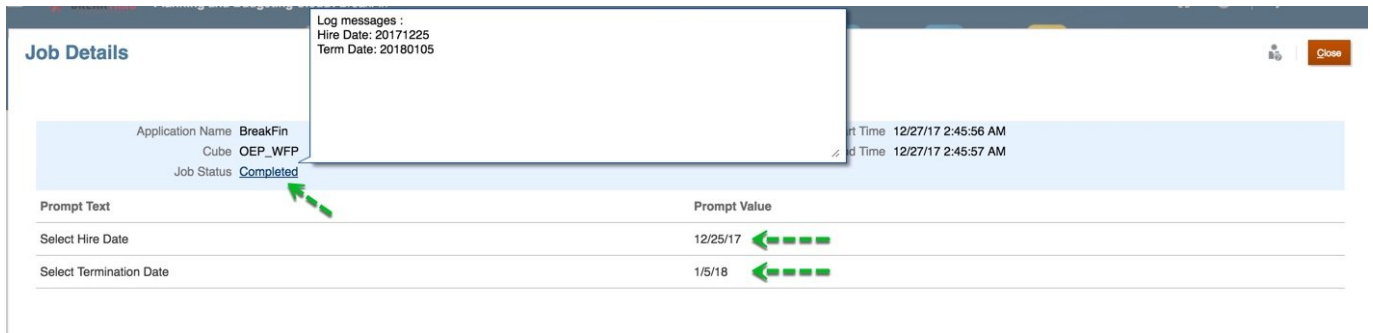 Log messages :
Hire Date: 20171225
Term Date: 20180105
Job Details
Close
Application Name BreakFin
Cube OEP_WFP
Job Status Completed
Time 12/27/17 2:45:56 AM
Time 12/27/17 2:45:57 AM
Prompt Text Prompt Value
Select Hire Date 12/25/17
Select Termination Date 1/5/18